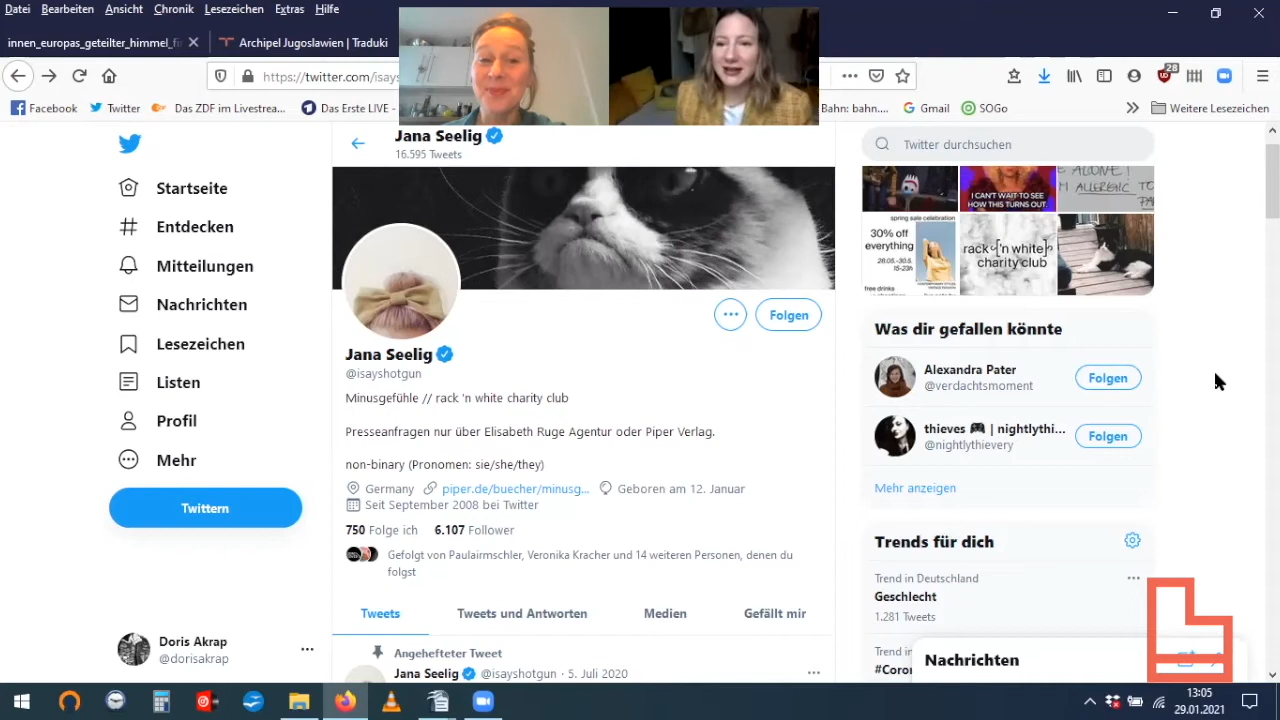 Datei Bearbeiten Ansicht Chronik Lesezeichen Extras Hilfe
innen_europas_geteilter_himmel_fi
Archipel Jugoslawien | Traduki
https://twitter.com/isays
28
Facebook Twitter Das ZDF im Livestrea... Das Erste LIVE - Bahn: bahn.... Gmail SOGo Weitere Lesezeichen
Jana Seelig
16.595 Tweets
Startseite
Entdecken
Mitteilungen
Nachrichten
Lesezeichen
Listen
Profil
Mehr
Twittern
Doris Akrap
@dorisakrap
Folgen
Jana Seelig
@isayshotgun
Minusgefühle // rack 'n white charity club
Presseanfragen nur über Elisabeth Ruge Agentur oder Piper Verlag.
non-binary (Pronomen: sie/she/they)
Germany piper.de/buecher/minusg... Geboren am 12. Januar
Seit September 2008 bei Twitter
750 Folge ich 6.107 Follower
Gefolgt von Paulairmschler, Veronika Kracher und 14 weiteren Personen, denen du
folgst
Tweets Tweets und Antworten Medien Gefällt mir
Angehefteter Tweet
Jana Seelig @isayshotgun · 5. Juli 2020
Twitter durchsuchen
I CAN'T WAIT TO SEE
HOW THIS TURNS OUT.
ALONE!
ALLERGIC TO
spring sale celebration
30% off
everything
15-23h
free drinks
rack 'n white
charity club
Was dir gefallen könnte
Alexandra Pater
@verdachtsmoment
Folgen
thieves 🎮 | nightlythi...
@nightlythievery
Folgen
Mehr anzeigen
Trends für dich
Trend in Deutschland
Geschlecht
1.281 Tweets
Trend in
#Coron
Nachrichten
13:05
29.01.2021